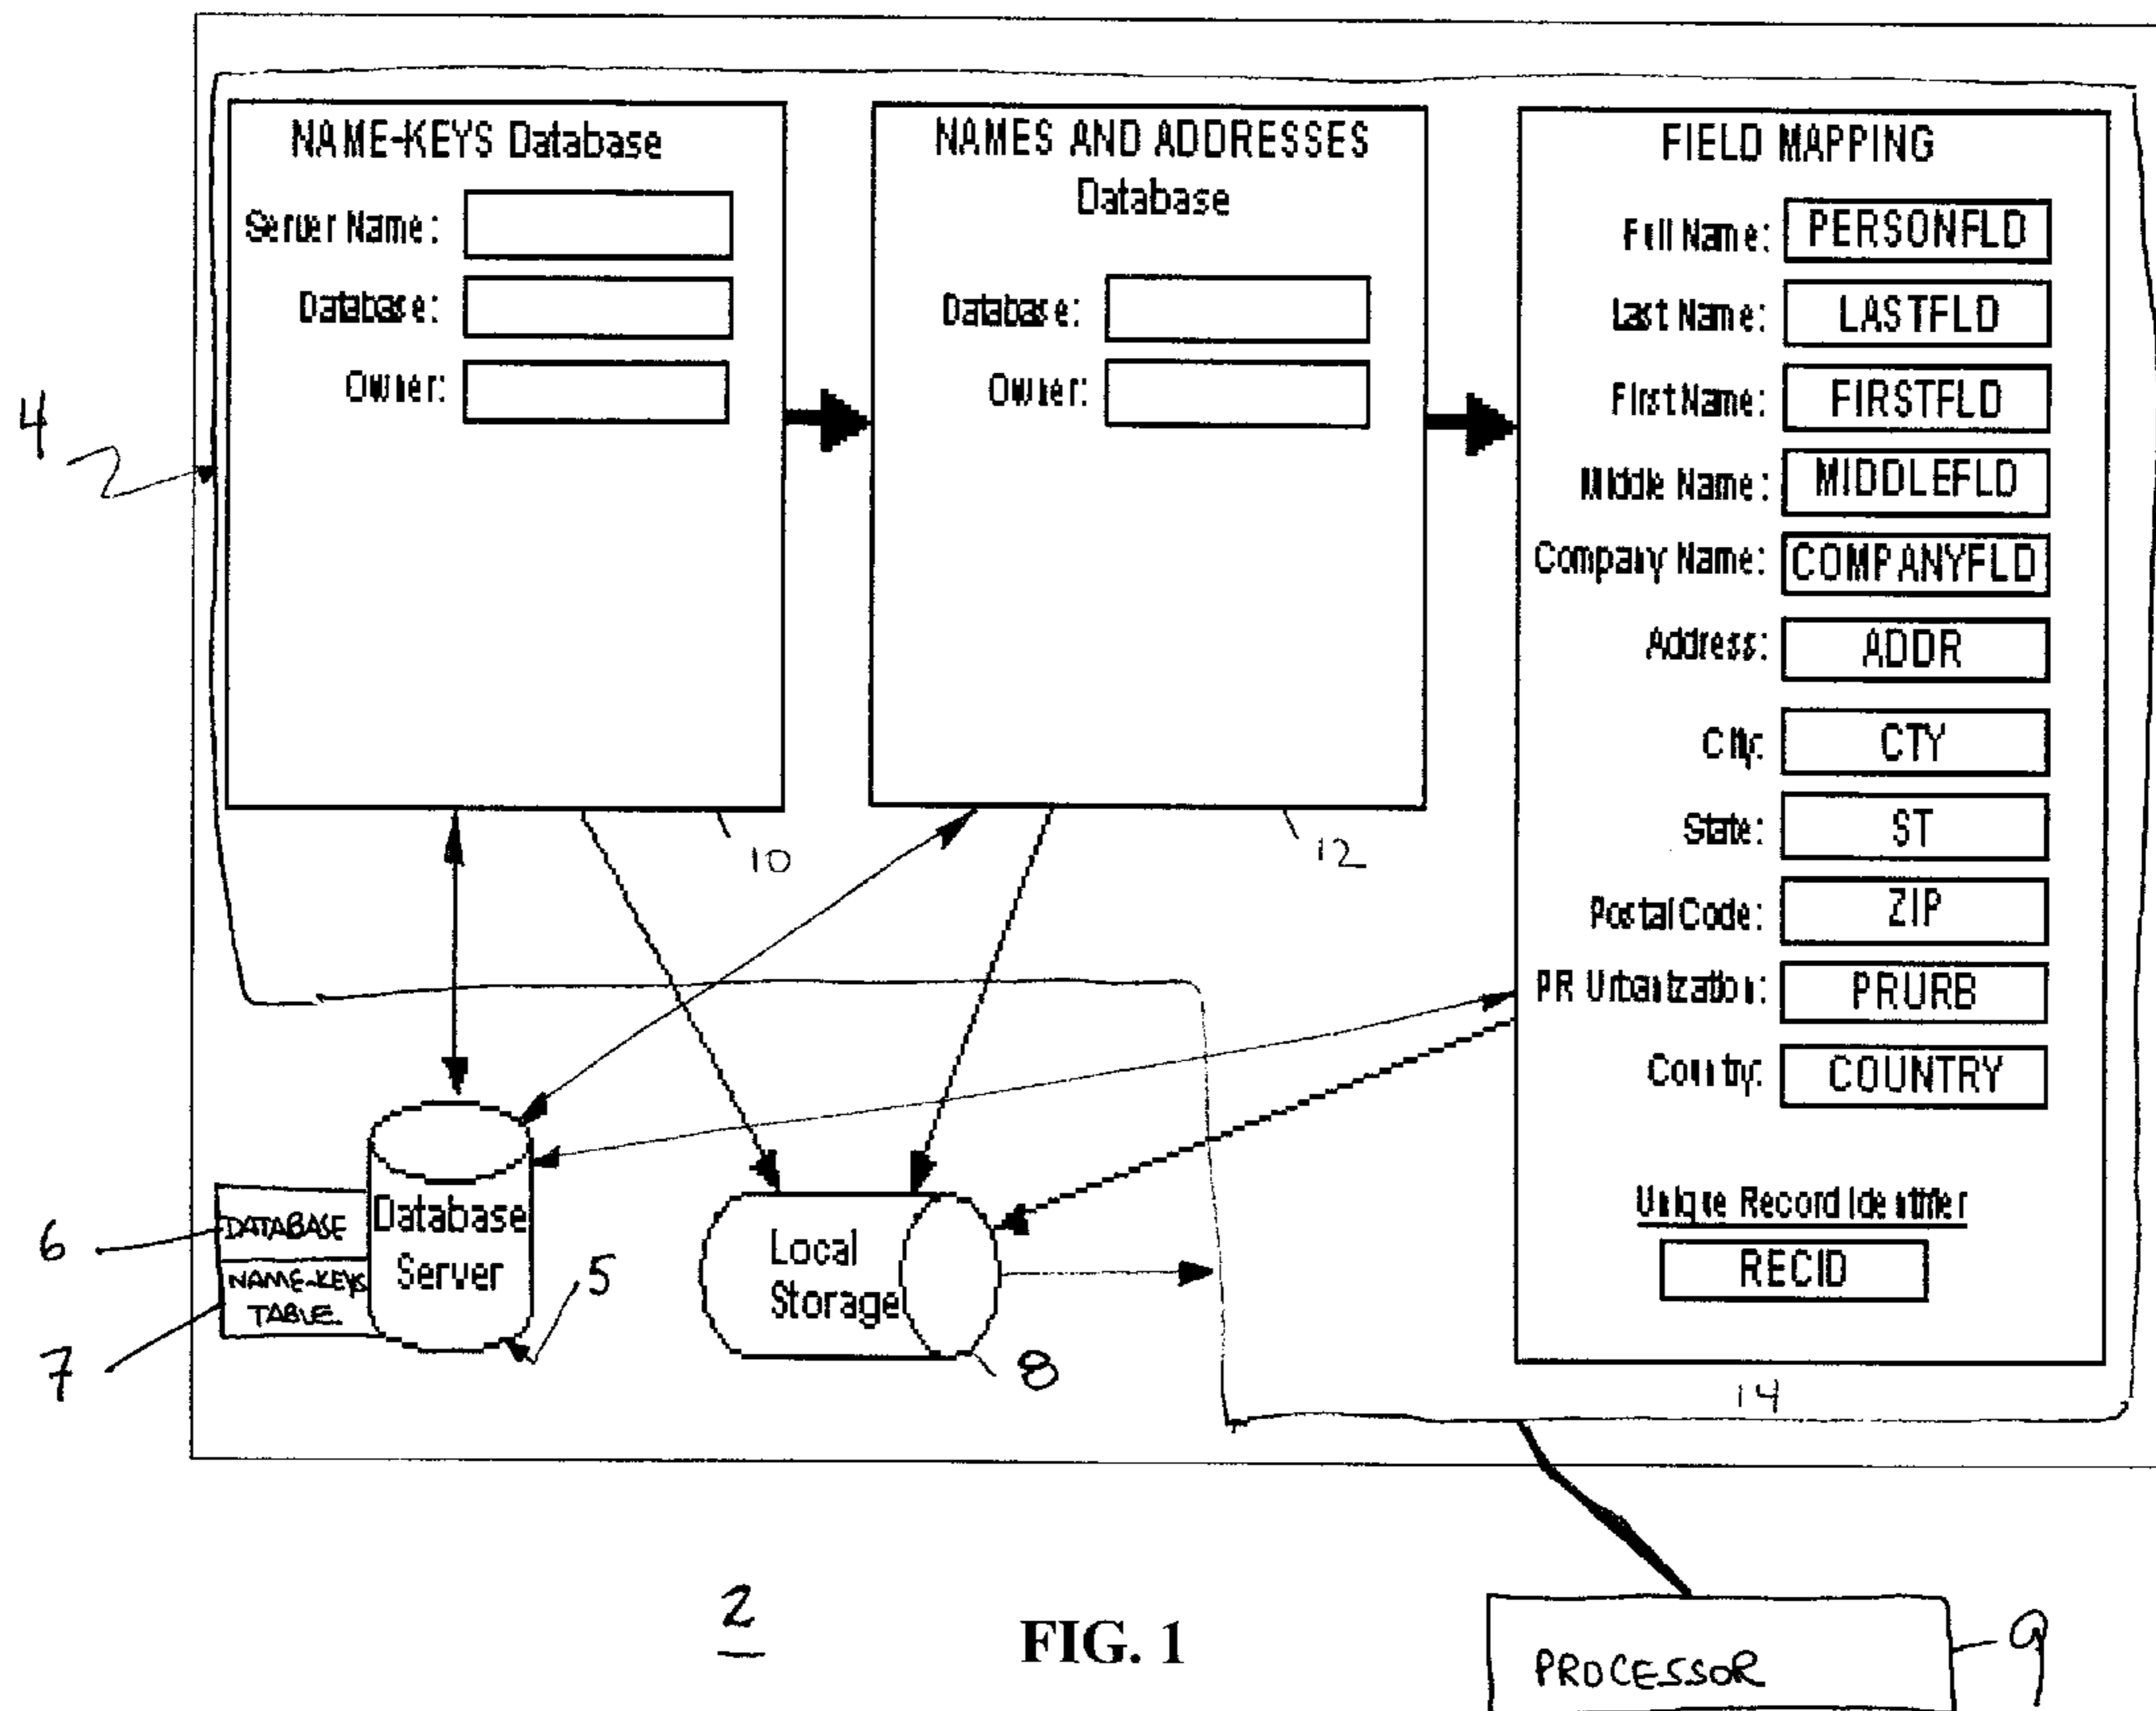 NAME-KEYS Database
Server Name:
Database:
Owner:
10
NAMES AND ADDRESSES
Database
Database:
Owner:
12
FIELD MAPPING
Full Name: PERSONFLD
Last Name: LASTFLD
First Name: FIRSTFLD
Middle Name: MIDDLEFLD
Company Name: COMPANYFLD
Address: ADDR
City: CTY
State: ST
Postal Code: ZIP
PR Urbanization: PRURB
Country: COUNTRY
Unique Record Identifier
RECID
14
4
6
DATABASE
7
NAME-KEYS
TABLE
Database
Server
5
Local
Storage
8
2
FIG. 1
PROCESSOR
9